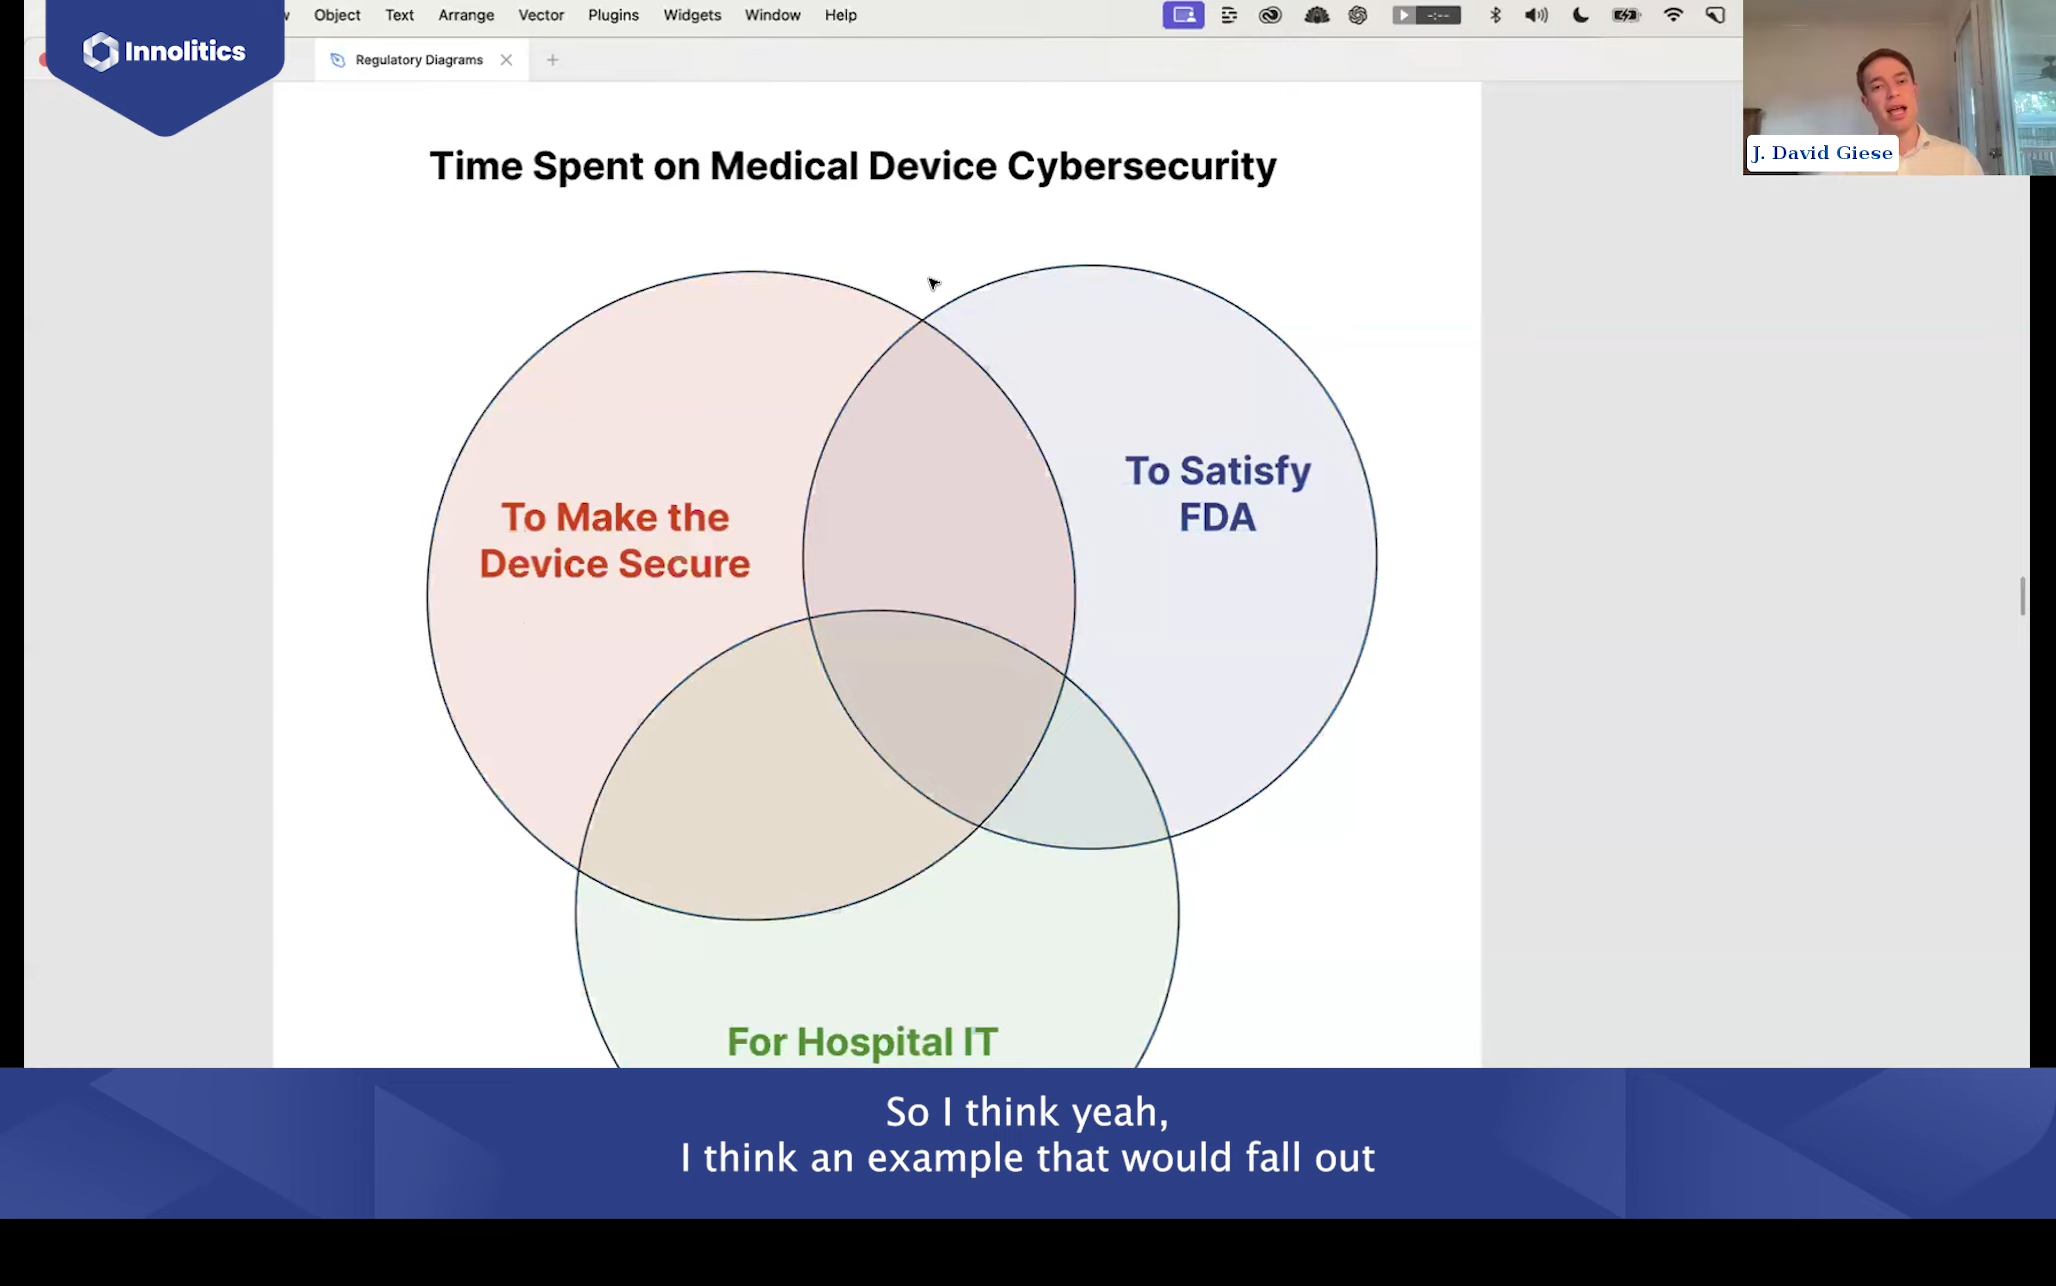 Object Text Arrange Vector Plugins Widgets Window Help
Innolitics
Regulatory Diagrams
J. David Giese
Time Spent on Medical Device Cybersecurity
To Satisfy
FDA
To Make the
Device Secure
For Hospital IT
So I think yeah,
I think an example that would fall out